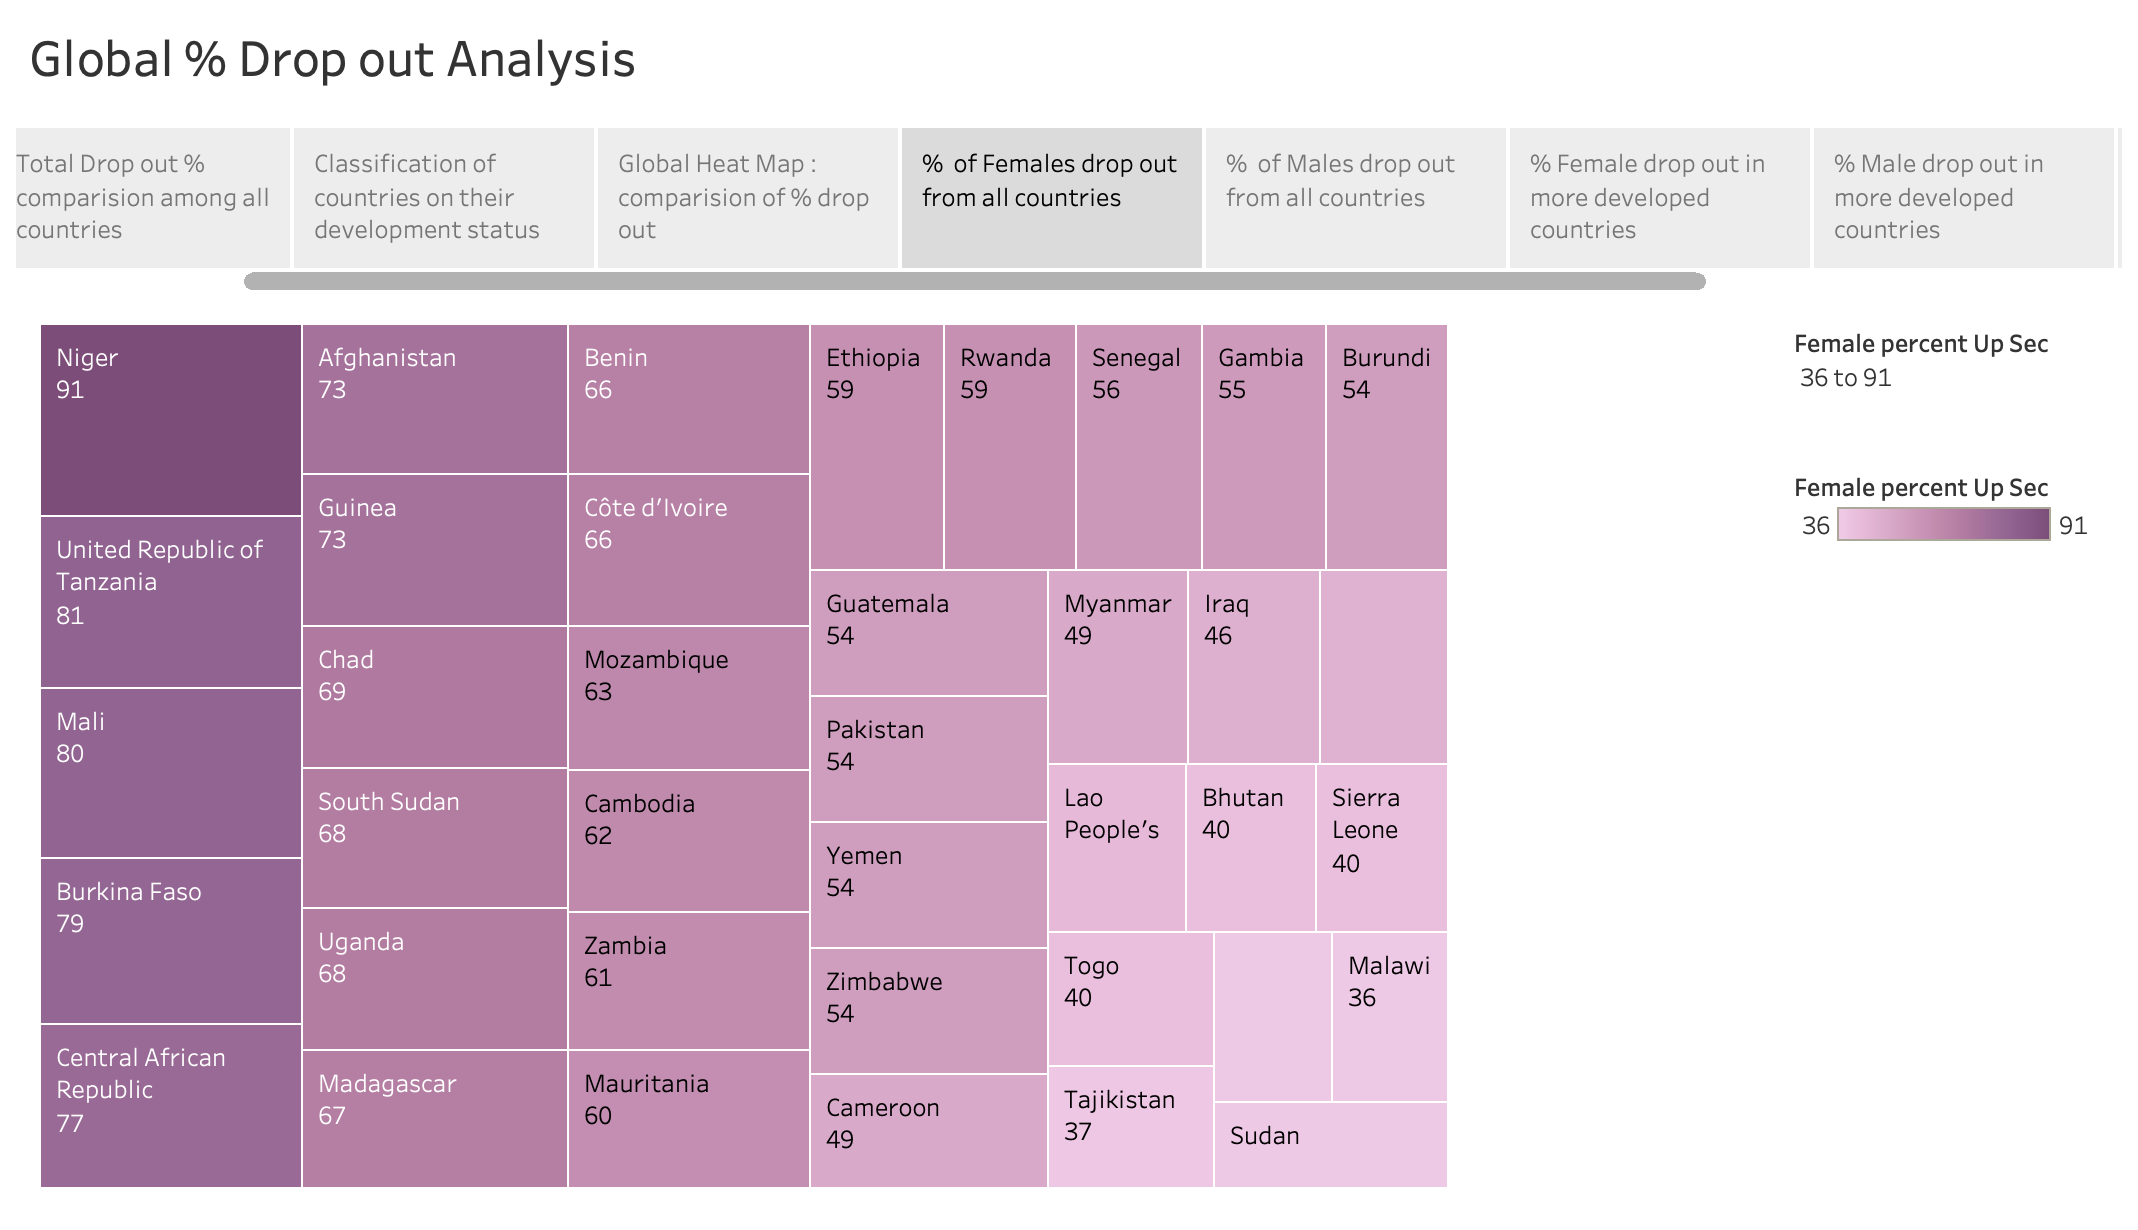 Global % Drop out Analysis
Total Drop out %
comparision among all
countries
Classification of
countries on their
development status
Global Heat Map :
comparision of % drop
out
% of Females drop out
from all countries
% of Males drop out
from all countries
% Female drop out in
more developed
countries
% Male drop out in
more developed
countries
Niger
91
United Republic of
Tanzania
81
Mali
80
Burkina Faso
79
Central African
Republic
77
Afghanistan
73
Guinea
73
Chad
69
South Sudan
68
Uganda
68
Madagascar
67
Benin
66
Côte d’Ivoire
66
Mozambique
63
Cambodia
62
Zambia
61
Mauritania
60
Ethiopia
59
Rwanda
59
Senegal
56
Gambia
55
Burundi
54
Guatemala
54
Pakistan
54
Yemen
54
Zimbabwe
54
Cameroon
49
Myanmar
49
Iraq
46
Lao
People’s
Bhutan
40
Sierra
Leone
40
Togo
40
Tajikistan
37
Malawi
36
Sudan
Female percent Up Sec
36 to 91
Female percent Up Sec
36
91